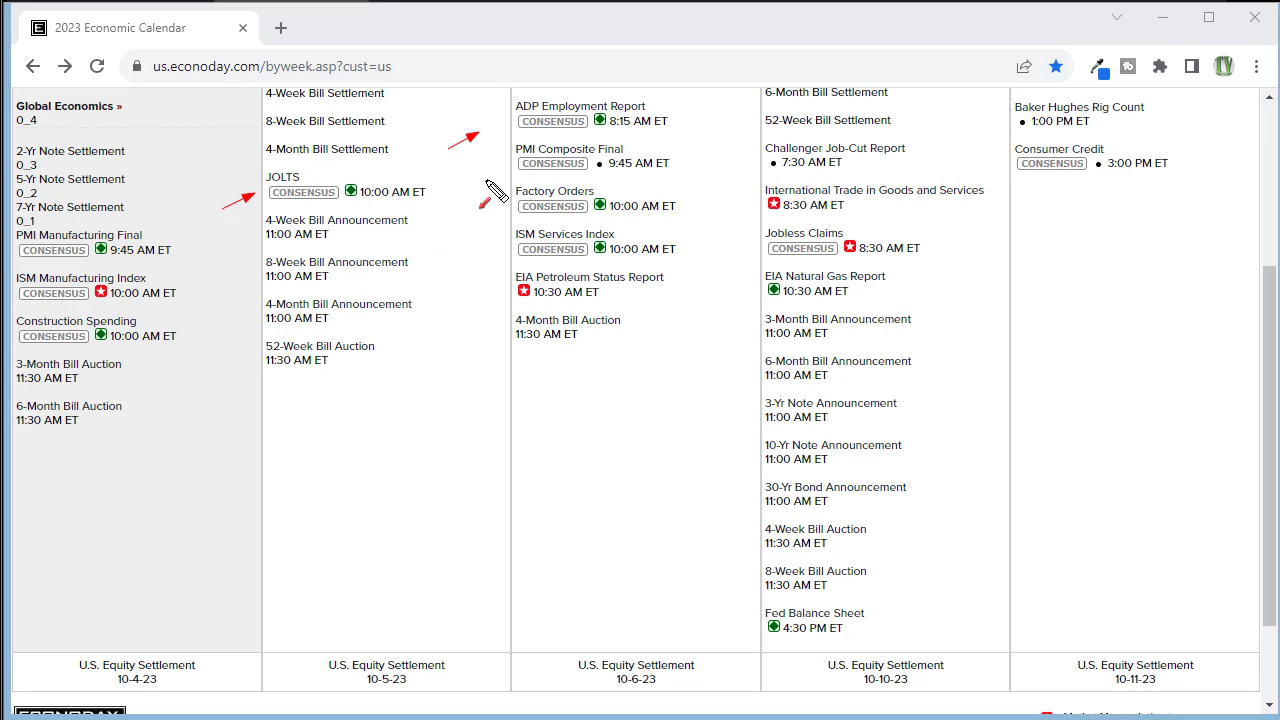 2023 Economic Calendar
us.econoday.com/byweek.asp?cust=us
Global Economics »
0_4
2-Yr Note Settlement
0_3
5-Yr Note Settlement
0_2
7-Yr Note Settlement
0_1
PMI Manufacturing Final
CONSENSUS 9:45 AM ET
ISM Manufacturing Index
CONSENSUS 10:00 AM ET
Construction Spending
CONSENSUS 10:00 AM ET
3-Month Bill Auction
11:30 AM ET
6-Month Bill Auction
11:30 AM ET
4-Week Bill Settlement
8-Week Bill Settlement
4-Month Bill Settlement
JOLTS
CONSENSUS 10:00 AM ET
4-Week Bill Announcement
11:00 AM ET
8-Week Bill Announcement
11:00 AM ET
4-Month Bill Announcement
11:00 AM ET
52-Week Bill Auction
11:30 AM ET
ADP Employment Report
CONSENSUS 8:15 AM ET
PMI Composite Final
CONSENSUS • 9:45 AM ET
Factory Orders
CONSENSUS 10:00 AM ET
ISM Services Index
CONSENSUS 10:00 AM ET
EIA Petroleum Status Report
10:30 AM ET
4-Month Bill Auction
11:30 AM ET
6-Month Bill Settlement
52-Week Bill Settlement
Challenger Job-Cut Report
• 7:30 AM ET
International Trade in Goods and Services
8:30 AM ET
Jobless Claims
CONSENSUS 8:30 AM ET
EIA Natural Gas Report
10:30 AM ET
3-Month Bill Announcement
11:00 AM ET
6-Month Bill Announcement
11:00 AM ET
3-Yr Note Announcement
11:00 AM ET
10-Yr Note Announcement
11:00 AM ET
30-Yr Bond Announcement
11:00 AM ET
4-Week Bill Auction
11:30 AM ET
8-Week Bill Auction
11:30 AM ET
Fed Balance Sheet
4:30 PM ET
Baker Hughes Rig Count
• 1:00 PM ET
Consumer Credit
CONSENSUS • 3:00 PM ET
U.S. Equity Settlement
10-4-23
U.S. Equity Settlement
10-5-23
U.S. Equity Settlement
10-6-23
U.S. Equity Settlement
10-10-23
U.S. Equity Settlement
10-11-23